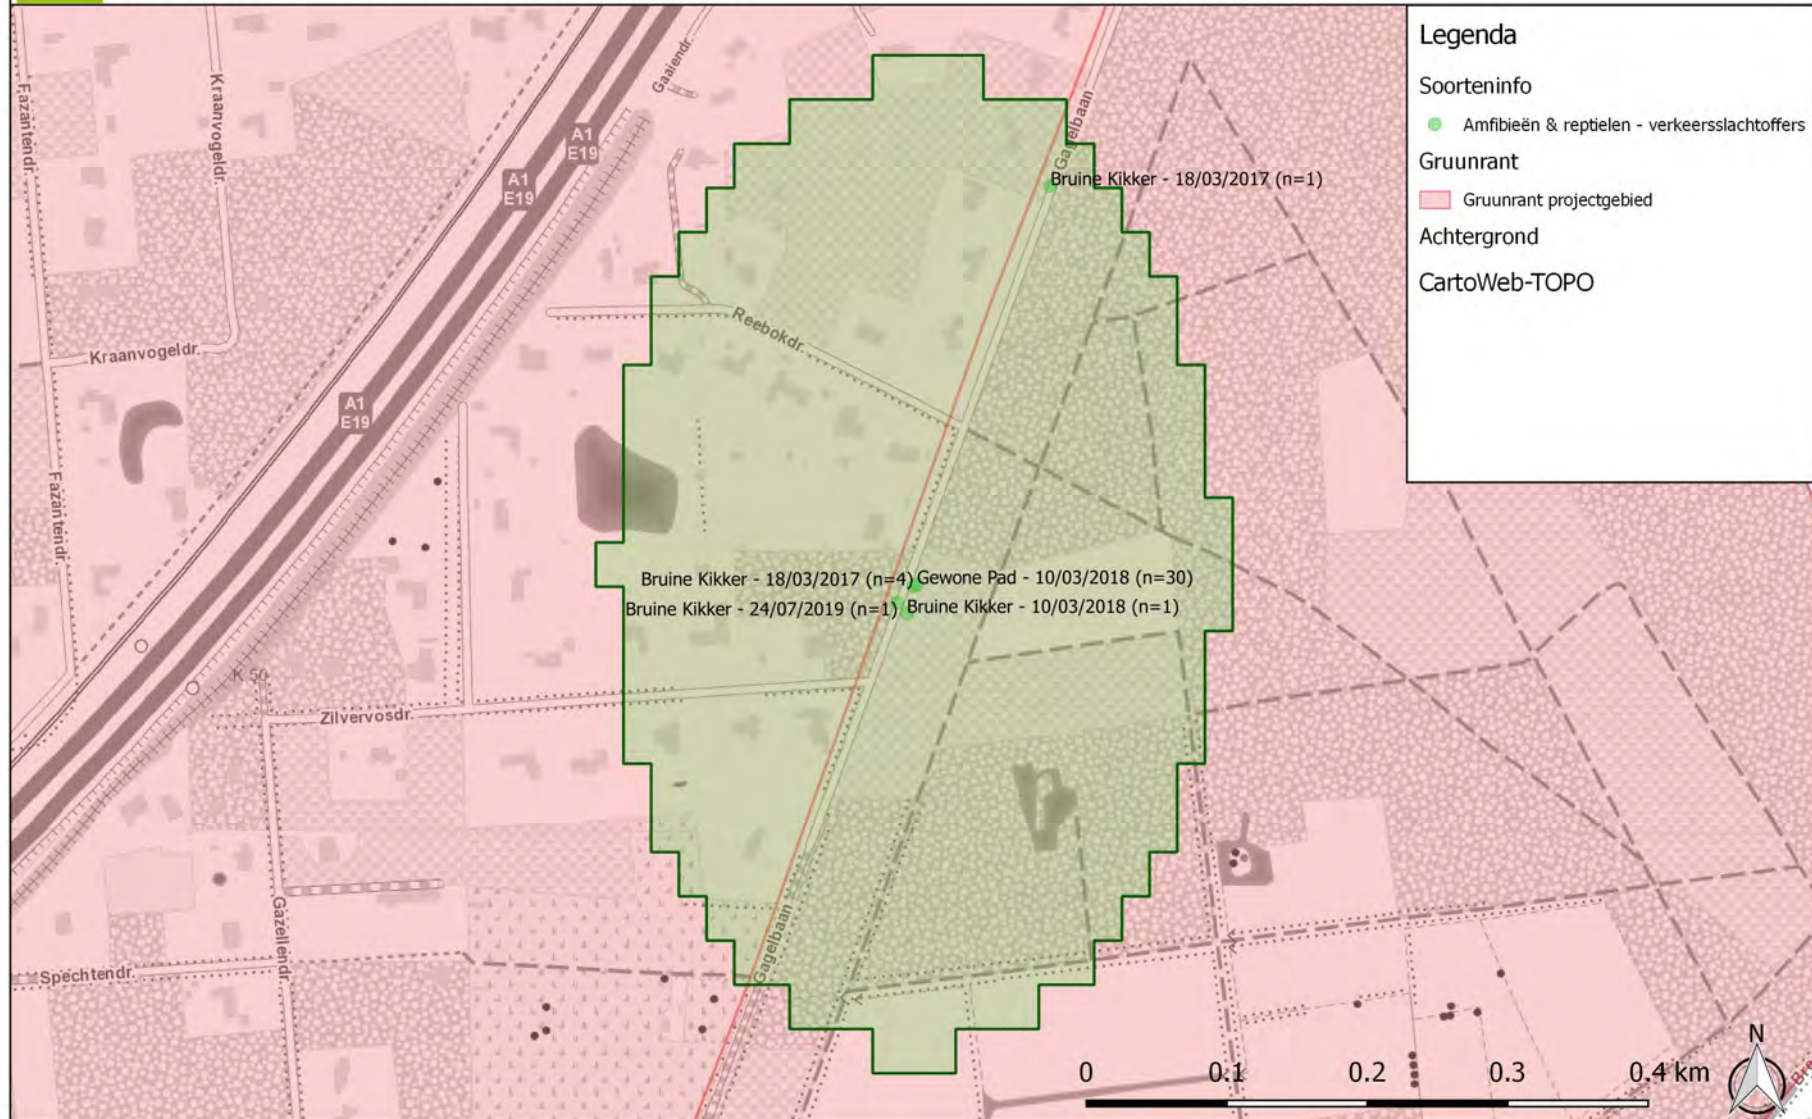 Legenda
Soorteninfo
Amfibieën & reptielen - verkeersslachtoffers
Gruunrant
Gruunrant projectgebied
Achtergrond
CartoWeb-TOPO
Fazantendr.
Kraanvogeldr.
Gaaiendr.
A1
E19
A1
E19
Gagelbaan
Bruine Kikker - 18/03/2017 (n=1)
Reebokdr.
Kraanvogeldr.
A1
E19
Fazantendr.
Bruine Kikker - 18/03/2017 (n=4)
Gewone Pad - 10/03/2018 (n=30)
Bruine Kikker - 24/07/2019 (n=1)
Bruine Kikker - 10/03/2018 (n=1)
K 50
Zilvervosdr.
Gazellendr.
Gagelbaan
Spechtendr.
N
0 0.1 0.2 0.3 0.4 km